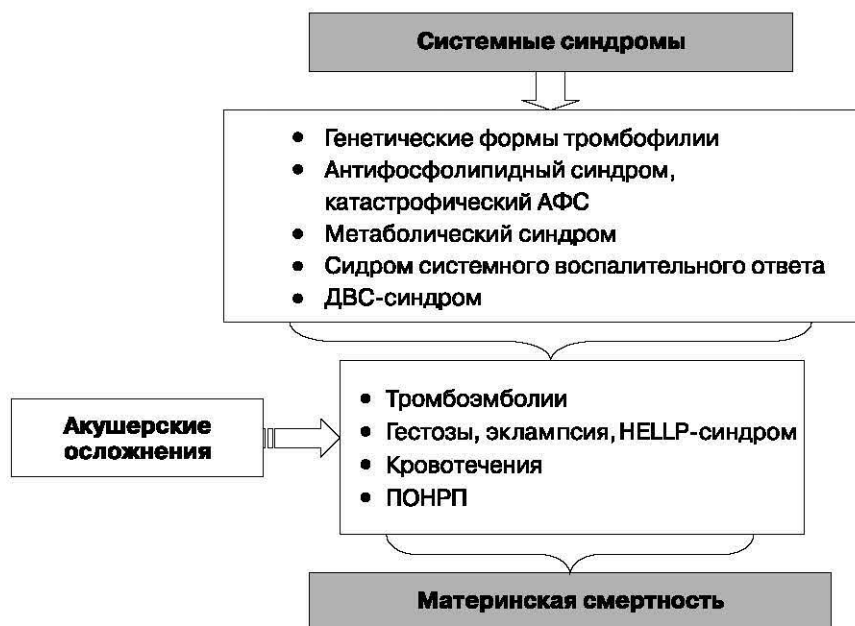 Системные синдромы
• Генетические формы тромбофилии
• Антифосфолипидный синдром,
катастрофический АФС
• Метаболический синдром
• Сидром системного воспалительного ответа
• ДВС-синдром
Акушерские
осложнения
• Тромбоэмболии
• Гестозы, эклампсия, HELLP-синдром
• Кровотечения
• ПОНРП
Материнская смертность